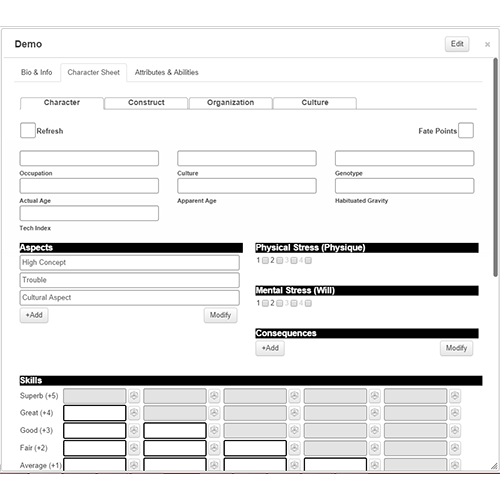 Demo
Edit
×
Bio & Info Character Sheet Attributes & Abilities
Character Construct Organization Culture
Refresh Fate Points
Occupation Culture Genotype
Actual Age Apparent Age Habituated Gravity
Tech Index
Aspects
High Concept
Trouble
Cultural Aspect
+Add Modify
Physical Stress (Physique)
1 2 3 4
Mental Stress (Will)
1 2 3 4
Consequences
+Add Modify
Skills
Superb (+5)
Great (+4)
Good (+3)
Fair (+2)
Average (+1)